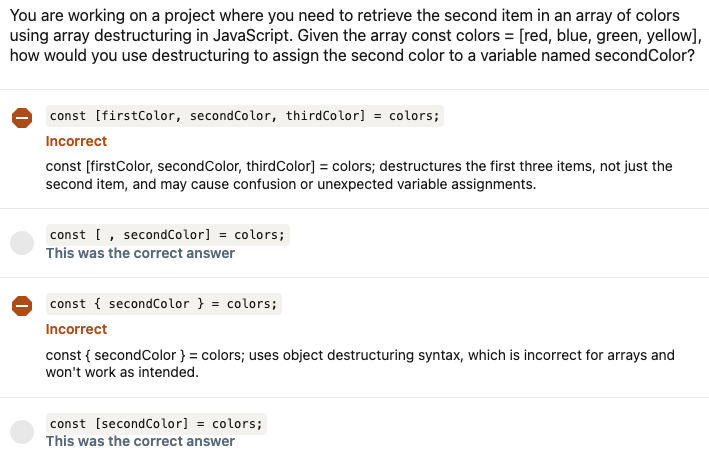 You are working on a project where you need to retrieve the second item in an array of colors
using array destructuring in JavaScript. Given the array const colors = [red, blue, green, yellow],
how would you use destructuring to assign the second color to a variable named secondColor?
const [firstColor, secondColor, thirdColor] = colors;
Incorrect
const [firstColor, secondColor, thirdColor] = colors; destructures the first three items, not just the
second item, and may cause confusion or unexpected variable assignments.
const [ , secondColor] = colors;
This was the correct answer
const { secondColor } = colors;
Incorrect
const { secondColor } = colors; uses object destructuring syntax, which is incorrect for arrays and
won't work as intended.
const [secondColor] = colors;
This was the correct answer